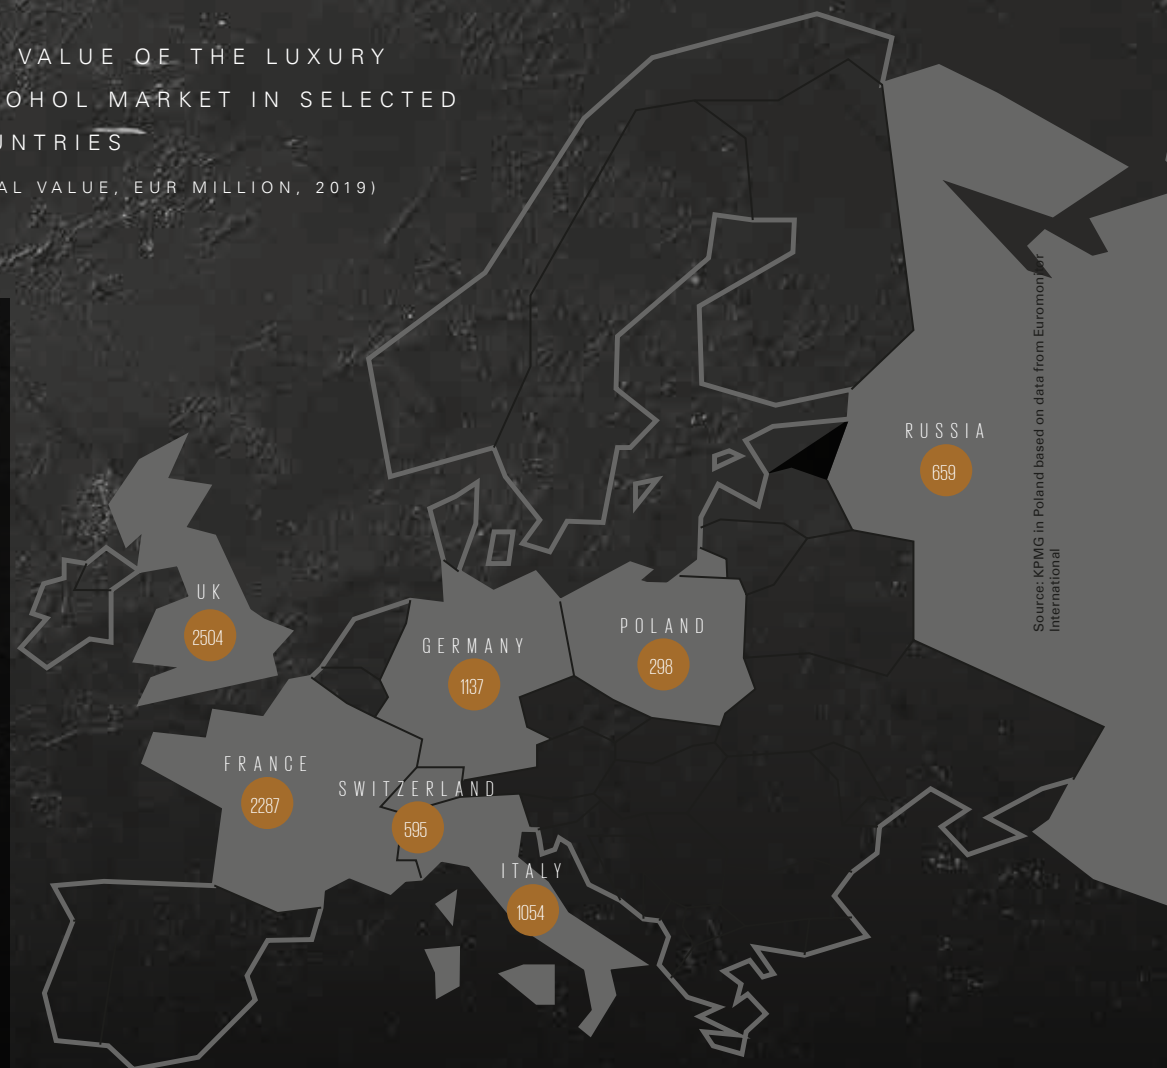 VALUE OF THE LUXURY
OHOL MARKET IN SELECTED
UNTRIES
AL VALUE, EUR MILLION, 2019)
RUSSIA
659
UK
2504
GERMANY
1137
POLAND
298
FRANCE
2287
SWITZERLAND
595
ITALY
1054
Source: KPMG in Poland based on data from Euromonitor
International